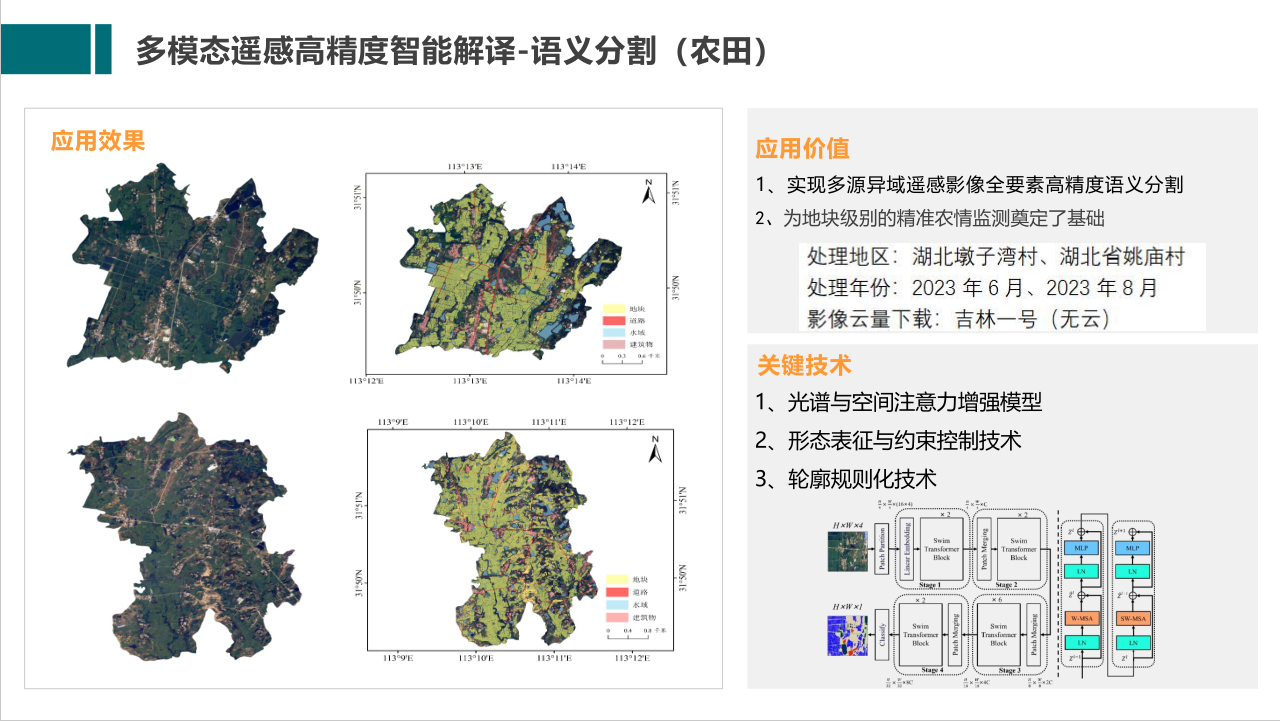 多模态遥感高精度智能解译-语义分割（农田）
应用效果
113°13'E 113°14'E
31°51'N
31°51'N
N
31°50'N
31°50'N
地块
道路
水域
建筑物
0 0.3 0.6 千米
113°12'E 113°13'E 113°14'E
113°9'E 113°10'E 113°11'E 113°12'E
N
31°51'N
31°51'N
31°50'N
31°50'N
地块
道路
水域
建筑物
0 0.4 0.8 千米
113°9'E 113°10'E 113°11'E 113°12'E
应用价值
1、实现多源异域遥感影像全要素高精度语义分割
2、为地块级别的精准农情监测奠定了基础
处理地区：湖北墩子湾村、湖北省姚庙村
处理年份：2023 年 6 月、2023 年 8 月
影像云量下载：吉林一号（无云）
关键技术
1、光谱与空间注意力增强模型
2、形态表征与约束控制技术
3、轮廓规则化技术
H×W×4
Patch Partition
Linear Embedding
× 2
Swim
Transformer
Block
Stage 1
Patch Merging
× 2
Swim
Transformer
Block
Stage 2
H×W×1
Classify
× 2
Swim
Transformer
Block
Patch Merging
Stage 4
× 6
Swim
Transformer
Block
Patch Merging
Stage 3
MLP
LN
W-MSA
LN
MLP
LN
SW-MSA
LN